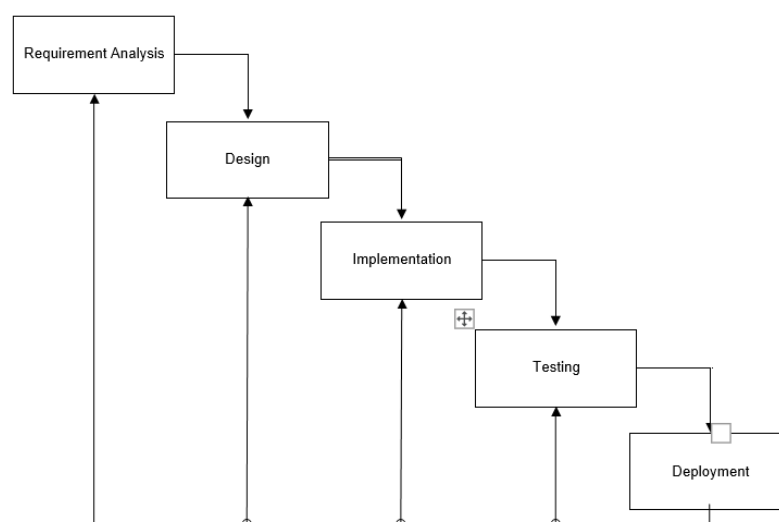 Requirement Analysis
Design
Implementation
Testing
Deployment